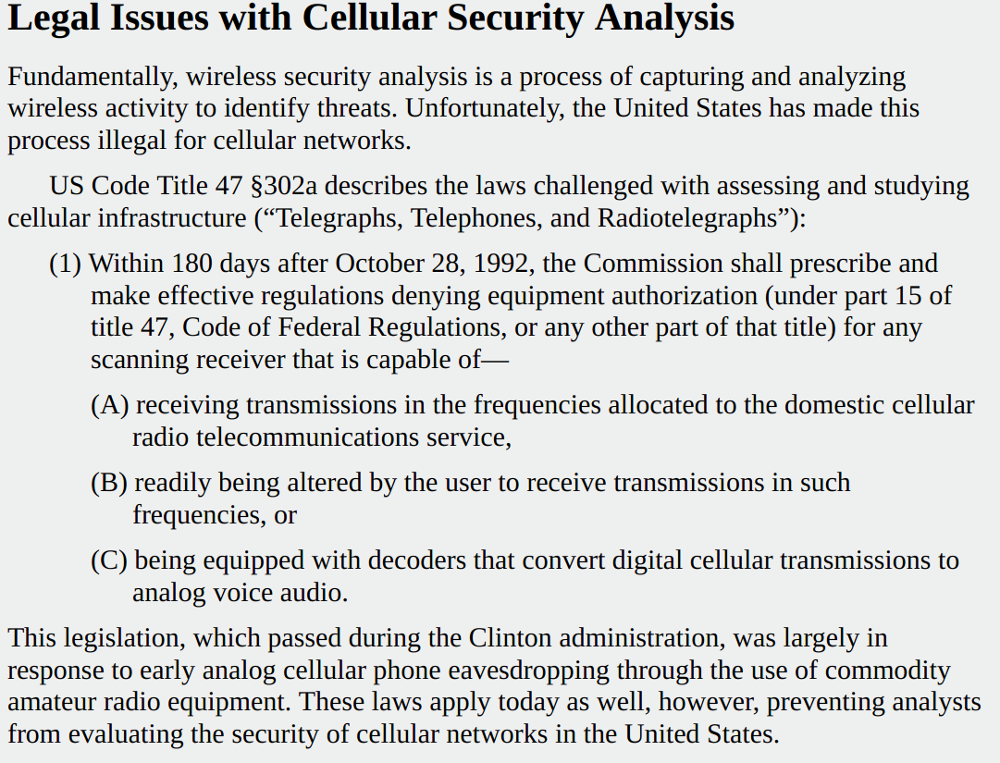 Legal Issues with Cellular Security Analysis
Fundamentally, wireless security analysis is a process of capturing and analyzing
wireless activity to identify threats. Unfortunately, the United States has made this
process illegal for cellular networks.
US Code Title 47 §302a describes the laws challenged with assessing and studying
cellular infrastructure (“Telegraphs, Telephones, and Radiotelegraphs”):
(1) Within 180 days after October 28, 1992, the Commission shall prescribe and
make effective regulations denying equipment authorization (under part 15 of
title 47, Code of Federal Regulations, or any other part of that title) for any
scanning receiver that is capable of—
(A) receiving transmissions in the frequencies allocated to the domestic cellular
radio telecommunications service,
(B) readily being altered by the user to receive transmissions in such
frequencies, or
(C) being equipped with decoders that convert digital cellular transmissions to
analog voice audio.
This legislation, which passed during the Clinton administration, was largely in
response to early analog cellular phone eavesdropping through the use of commodity
amateur radio equipment. These laws apply today as well, however, preventing analysts
from evaluating the security of cellular networks in the United States.